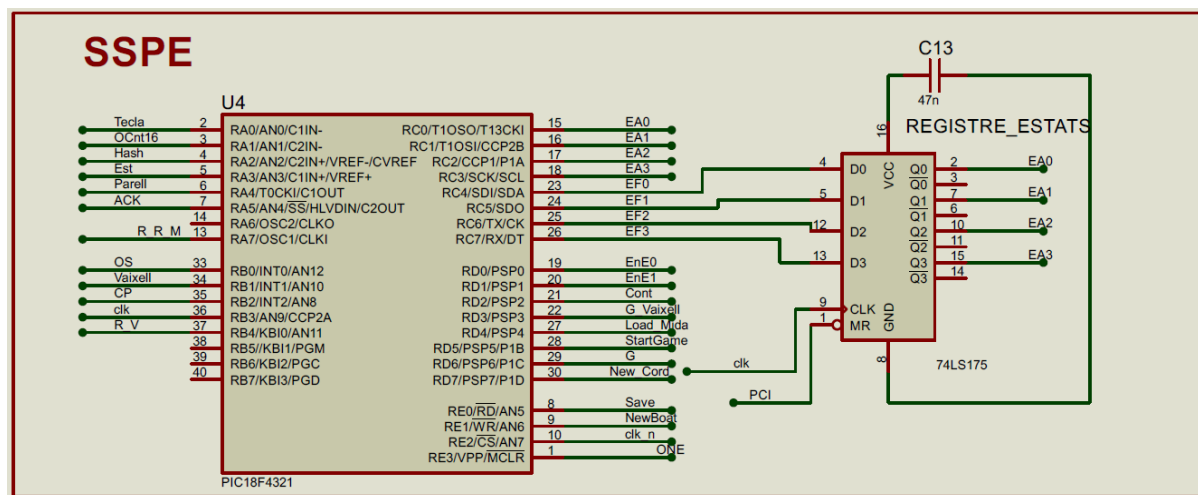 SSPE
C13
47n
U4
REGISTRE_ESTATS
Tecla 2 RA0/AN0/C1IN- RC0/T1OSO/T13CKI 15 EA0
OCnt16 3 RA1/AN1/C2IN- RC1/T1OSI/CCP2B 16 EA1
Hash 4 RA2/AN2/C2IN+/VREF-/CVREF RC2/CCP1/P1A 17 EA2
Est 5 RA3/AN3/C1IN+/VREF+ RC3/SCK/SCL 18 EA3
Parell 6 RA4/T0CKI/C1OUT RC4/SDI/SDA 23 EF0
ACK 7 RA5/AN4/SS/HLVDIN/C2OUT RC5/SDO 24 EF1
14 RA6/OSC2/CLKO RC6/TX/CK 25 EF2
R_R_M 13 RA7/OSC1/CLKI RC7/RX/DT 26 EF3
OS 33 RB0/INT0/AN12 RD0/PSP0 19 EnE0
Vaixell 34 RB1/INT1/AN10 RD1/PSP1 20 EnE1
CP 35 RB2/INT2/AN8 RD2/PSP2 21 Cont
clk 36 RB3/AN9/CCP2A RD3/PSP3 22 G_Vaixell
R_V 37 RB4/KBI0/AN11 RD4/PSP4 27 Load_Mida
38 RB5//KBI1/PGM RD5/PSP5/P1B 28 StartGame
39 RB6/KBI2/PGC RD6/PSP6/P1C 29 G
40 RB7/KBI3/PGD RD7/PSP7/P1D 30 New_Cord
RE0/RD/AN5 8 Save
RE1/WR/AN6 9 NewBoat
RE2/CS/AN7 10 clk_n
RE3/VPP/MCLR 1 ONE
PIC18F4321
16 VCC
4 D0 Q0 2 EA0
Q0 3
5 D1 Q1 7 EA1
Q1 6
12 D2 Q2 10 EA2
Q2 11
13 D3 Q3 15 EA3
Q3 14
9 CLK
1 MR
GND 8
clk
PCI
74LS175